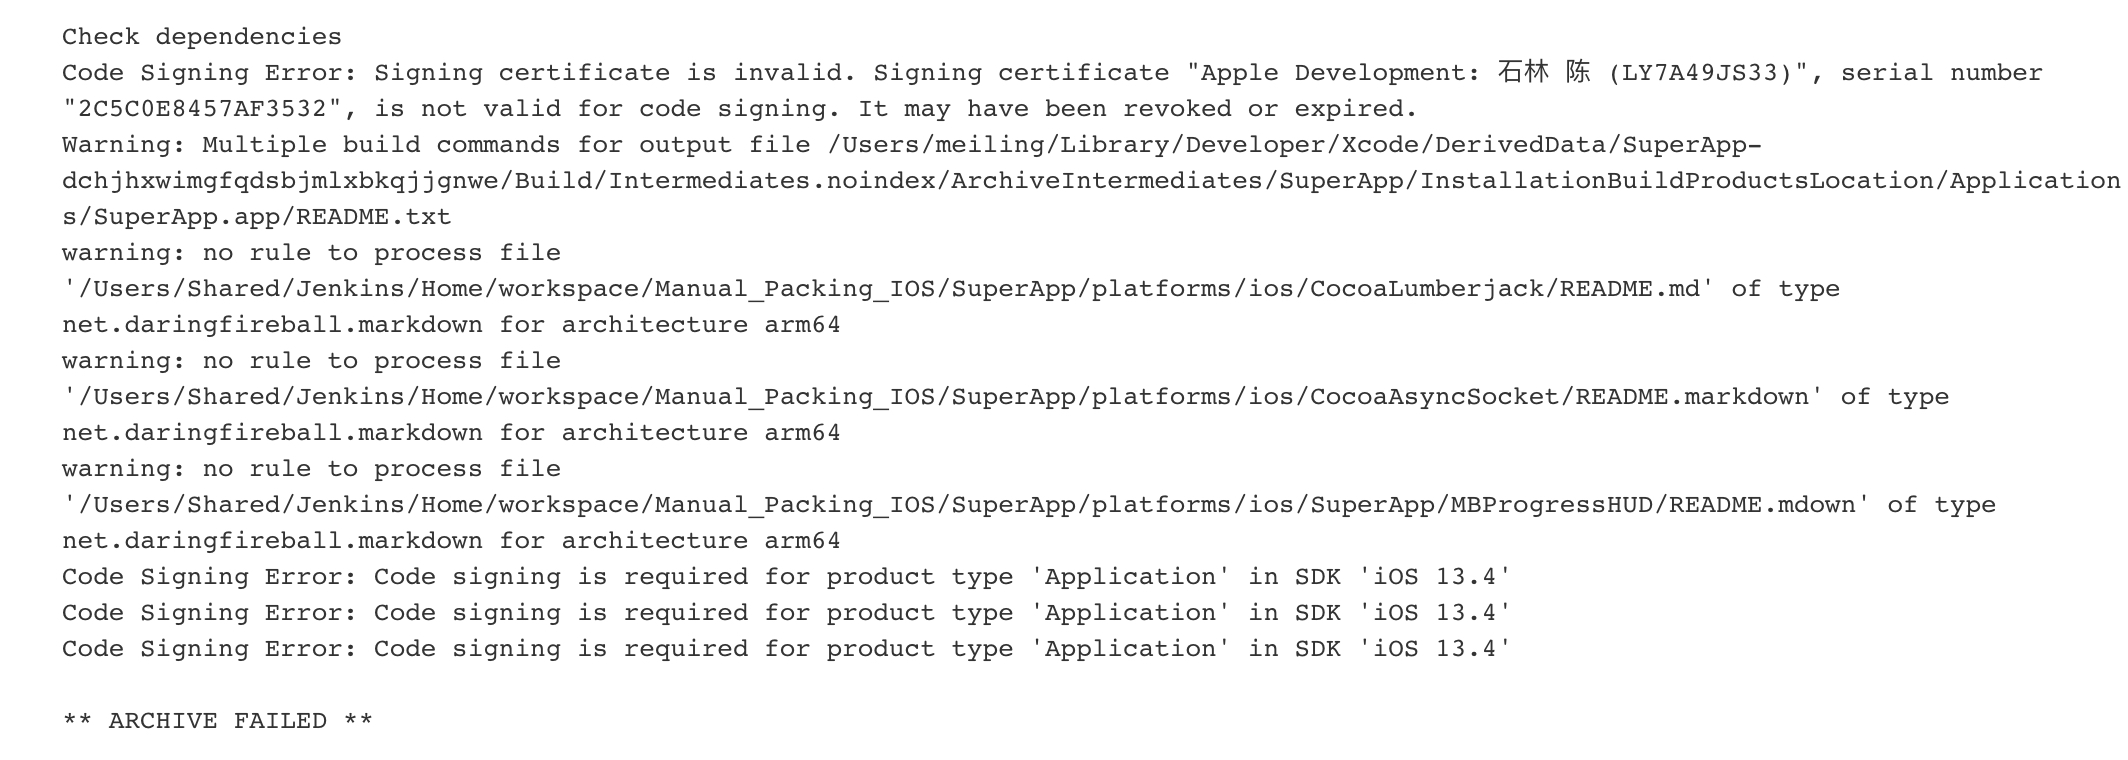 Check dependencies
Code Signing Error: Signing certificate is invalid. Signing certificate "Apple Development: 石林 陈 (LY7A49JS33)", serial number
"2C5C0E8457AF3532", is not valid for code signing. It may have been revoked or expired.
Warning: Multiple build commands for output file /Users/meiling/Library/Developer/Xcode/DerivedData/SuperApp-
dchjhxwimgfqdsbjmlxbkqjjgnwe/Build/Intermediates.noindex/ArchiveIntermediates/SuperApp/InstallationBuildProductsLocation/Application
s/SuperApp.app/README.txt
warning: no rule to process file
'/Users/Shared/Jenkins/Home/workspace/Manual_Packing_IOS/SuperApp/platforms/ios/CocoaLumberjack/README.md' of type
net.daringfireball.markdown for architecture arm64
warning: no rule to process file
'/Users/Shared/Jenkins/Home/workspace/Manual_Packing_IOS/SuperApp/platforms/ios/CocoaAsyncSocket/README.markdown' of type
net.daringfireball.markdown for architecture arm64
warning: no rule to process file
'/Users/Shared/Jenkins/Home/workspace/Manual_Packing_IOS/SuperApp/platforms/ios/SuperApp/MBProgressHUD/README.mdown' of type
net.daringfireball.markdown for architecture arm64
Code Signing Error: Code signing is required for product type 'Application' in SDK 'iOS 13.4'
Code Signing Error: Code signing is required for product type 'Application' in SDK 'iOS 13.4'
Code Signing Error: Code signing is required for product type 'Application' in SDK 'iOS 13.4'
** ARCHIVE FAILED **